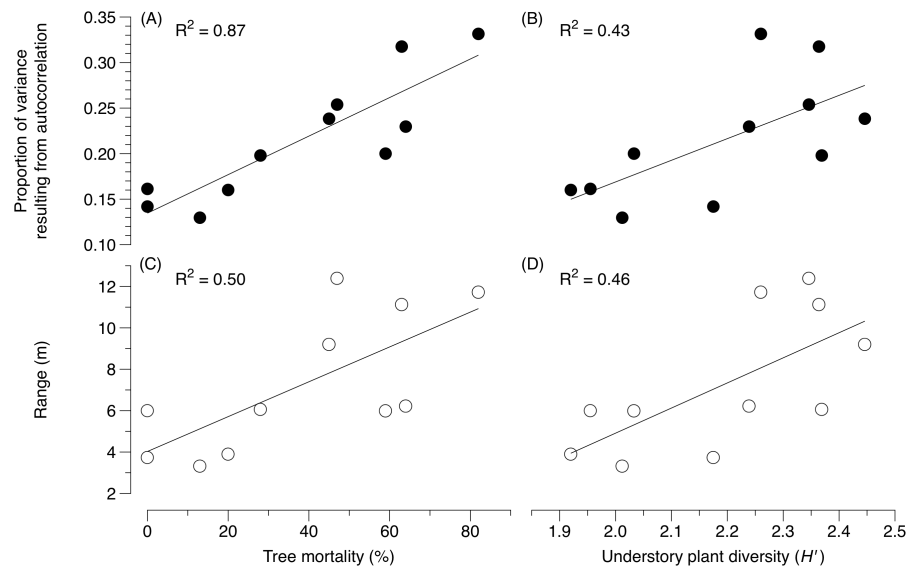 (A)
R² = 0.87
0.35
0.30
0.25
0.20
0.15
0.10
Proportion of variance
resulting from autocorrelation
(B)
R² = 0.43
(C)
R² = 0.50
12
10
8
6
4
2
Range (m)
0 20 40 60 80
Tree mortality (%)
(D)
R² = 0.46
1.9 2.0 2.1 2.2 2.3 2.4 2.5
Understory plant diversity (H′)